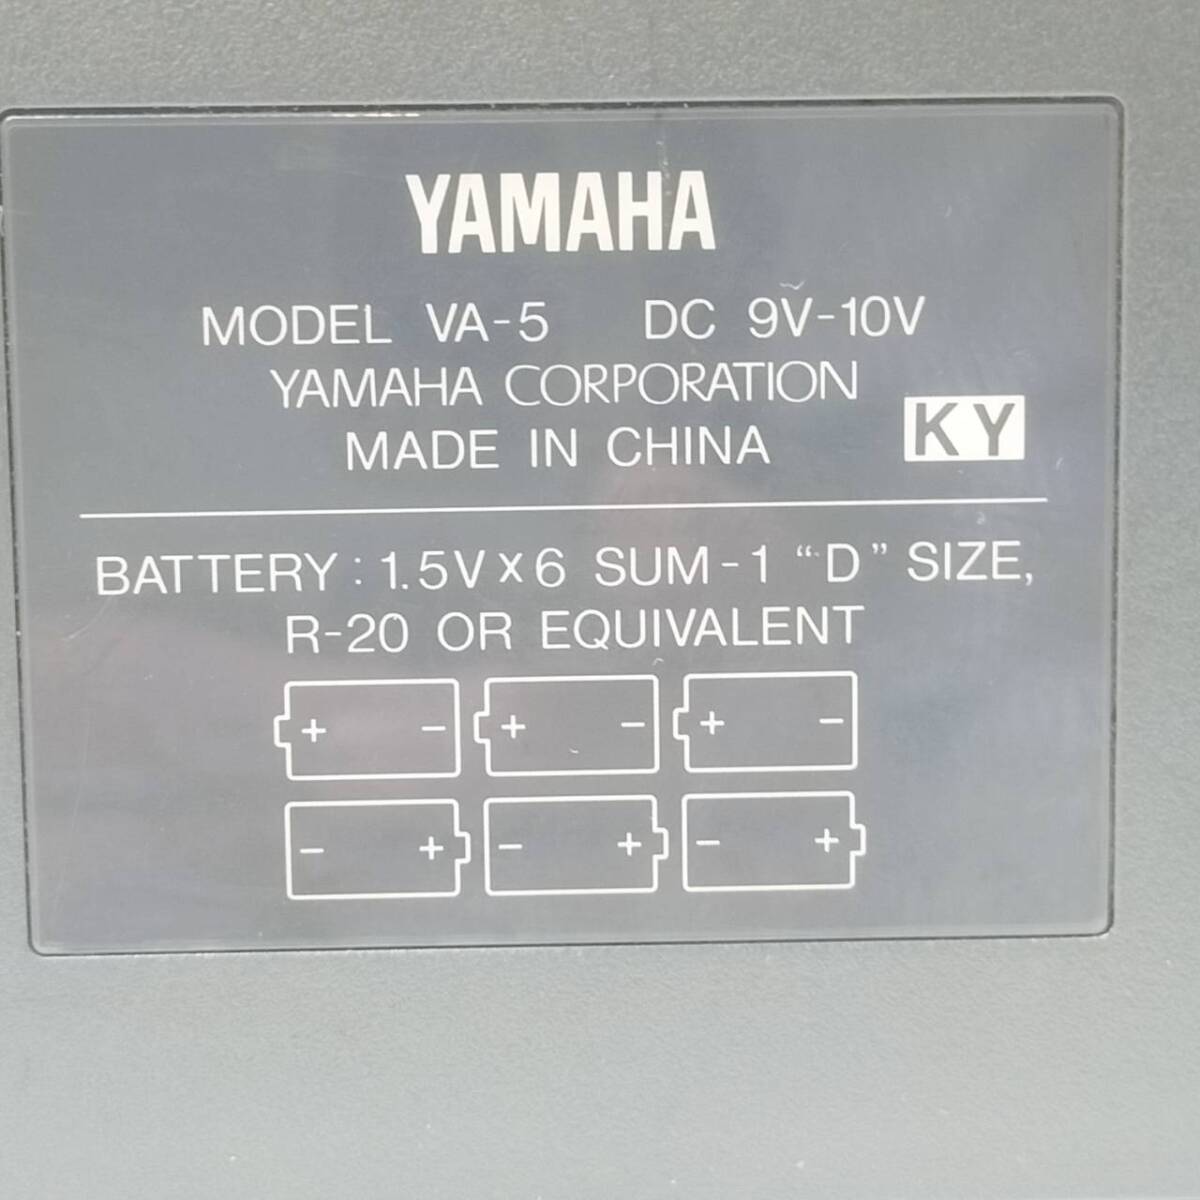 YAMAHA
MODEL VA-5 DC 9V-10V
YAMAHA CORPORATION
MADE IN CHINA
KY
BATTERY : 1.5V x 6 SUM-1 “D” SIZE,
R-20 OR EQUIVALENT
+ - + - + -
- + - + - +